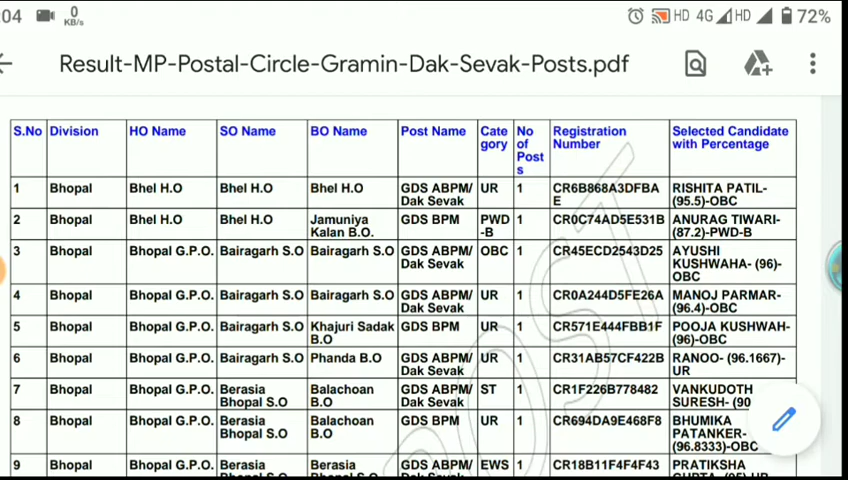 :04 0 KB/s HD 4G HD 72%
Result-MP-Postal-Circle-Gramin-Dak-Sevak-Posts.pdf
S.No Division HO Name SO Name BO Name Post Name Cate gory No of Post s Registration Number Selected Candidate with Percentage
1 Bhopal Bhel H.O Bhel H.O Bhel H.O GDS ABPM/ Dak Sevak UR 1 CR6B868A3DFBA E RISHITA PATIL- (95.5)-OBC
2 Bhopal Bhel H.O Bhel H.O Jamuniya Kalan B.O. GDS BPM PWD -B 1 CR0C74AD5E531B ANURAG TIWARI- (87.2)-PWD-B
3 Bhopal Bhopal G.P.O. Bairagarh S.O Bairagarh S.O GDS ABPM/ Dak Sevak OBC 1 CR45ECD2543D25 AYUSHI KUSHWAHA- (96)- OBC
4 Bhopal Bhopal G.P.O. Bairagarh S.O Bairagarh S.O GDS ABPM/ Dak Sevak UR 1 CR0A244D5FE26A MANOJ PARMAR- (96.4)-OBC
5 Bhopal Bhopal G.P.O. Bairagarh S.O Khajuri Sadak B.O GDS BPM UR 1 CR571E444FBB1F POOJA KUSHWAH- (96)-OBC
6 Bhopal Bhopal G.P.O. Bairagarh S.O Phanda B.O GDS ABPM/ Dak Sevak UR 1 CR31AB57CF422B RANOO- (96.1667)- UR
7 Bhopal Bhopal G.P.O. Berasia Bhopal S.O Balachoan B.O GDS ABPM/ Dak Sevak ST 1 CR1F226B778482 VANKUDOTH SURESH- (90
8 Bhopal Bhopal G.P.O. Berasia Bhopal S.O Balachoan B.O GDS BPM UR 1 CR694DA9E468F8 BHUMIKA PATANKER- (96.8333)-OBC
9 Bhopal Bhopal G.P.O. Berasia Berasia GDS ABPM/ EWS 1 CR18B11F4F4F43 PRATIKSHA
POST